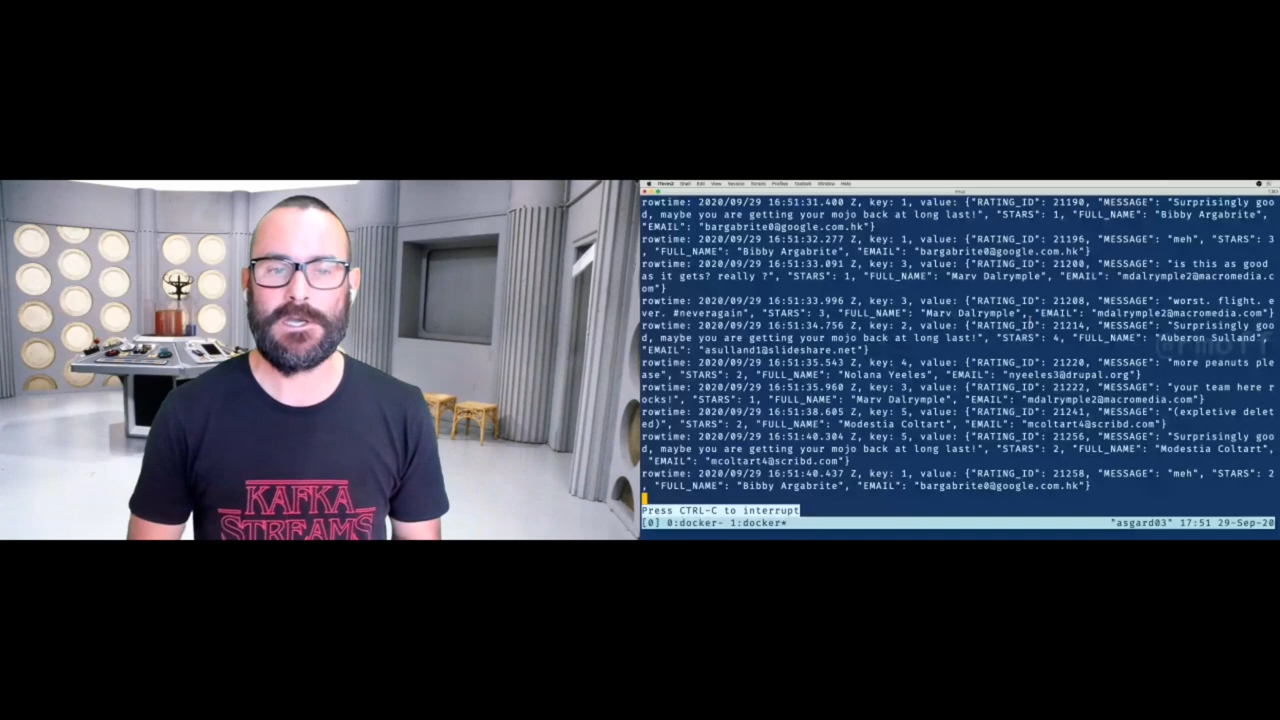 KAFKA
STREAMS
iTerm2 Shell Edit View Session Scripts Profiles Toolbelt Window Help
rowtime: 2020/09/29 16:51:31.400 Z, key: 1, value: {"RATING_ID": 21190, "MESSAGE": "Surprisingly goo
d, maybe you are getting your mojo back at long last!", "STARS": 1, "FULL_NAME": "Bibby Argabrite",
"EMAIL": "bargabrite0@google.com.hk"}
rowtime: 2020/09/29 16:51:32.277 Z, key: 1, value: {"RATING_ID": 21196, "MESSAGE": "meh", "STARS": 3
, "FULL_NAME": "Bibby Argabrite", "EMAIL": "bargabrite0@google.com.hk"}
rowtime: 2020/09/29 16:51:33.091 Z, key: 3, value: {"RATING_ID": 21200, "MESSAGE": "is this as good
as it gets? really ?", "STARS": 1, "FULL_NAME": "Marv Dalrymple", "EMAIL": "mdalrymple2@macromedia.c
om"}
rowtime: 2020/09/29 16:51:33.996 Z, key: 3, value: {"RATING_ID": 21208, "MESSAGE": "worst. flight. e
ver. #neveragain", "STARS": 3, "FULL_NAME": "Marv Dalrymple", "EMAIL": "mdalrymple2@macromedia.com"}
rowtime: 2020/09/29 16:51:34.756 Z, key: 2, value: {"RATING_ID": 21214, "MESSAGE": "Surprisingly goo
d, maybe you are getting your mojo back at long last!", "STARS": 4, "FULL_NAME": "Auberon Sulland",
"EMAIL": "asulland1@slideshare.net"}
rowtime: 2020/09/29 16:51:35.543 Z, key: 4, value: {"RATING_ID": 21220, "MESSAGE": "more peanuts ple
ase", "STARS": 2, "FULL_NAME": "Nolana Yeeles", "EMAIL": "nyeeles3@drupal.org"}
rowtime: 2020/09/29 16:51:35.960 Z, key: 3, value: {"RATING_ID": 21222, "MESSAGE": "your team here r
ocks!", "STARS": 1, "FULL_NAME": "Marv Dalrymple", "EMAIL": "mdalrymple2@macromedia.com"}
rowtime: 2020/09/29 16:51:38.605 Z, key: 5, value: {"RATING_ID": 21241, "MESSAGE": "(expletive delet
ed)", "STARS": 2, "FULL_NAME": "Modestia Coltart", "EMAIL": "mcoltart4@scribd.com"}
rowtime: 2020/09/29 16:51:40.304 Z, key: 5, value: {"RATING_ID": 21256, "MESSAGE": "Surprisingly goo
d, maybe you are getting your mojo back at long last!", "STARS": 2, "FULL_NAME": "Modestia Coltart",
"EMAIL": "mcoltart4@scribd.com"}
rowtime: 2020/09/29 16:51:40.437 Z, key: 1, value: {"RATING_ID": 21258, "MESSAGE": "meh", "STARS": 2
, "FULL_NAME": "Bibby Argabrite", "EMAIL": "bargabrite0@google.com.hk"}
Press CTRL-C to interrupt
[0] 0:docker- 1:docker* "asgard03" 17:51 29-Sep-20